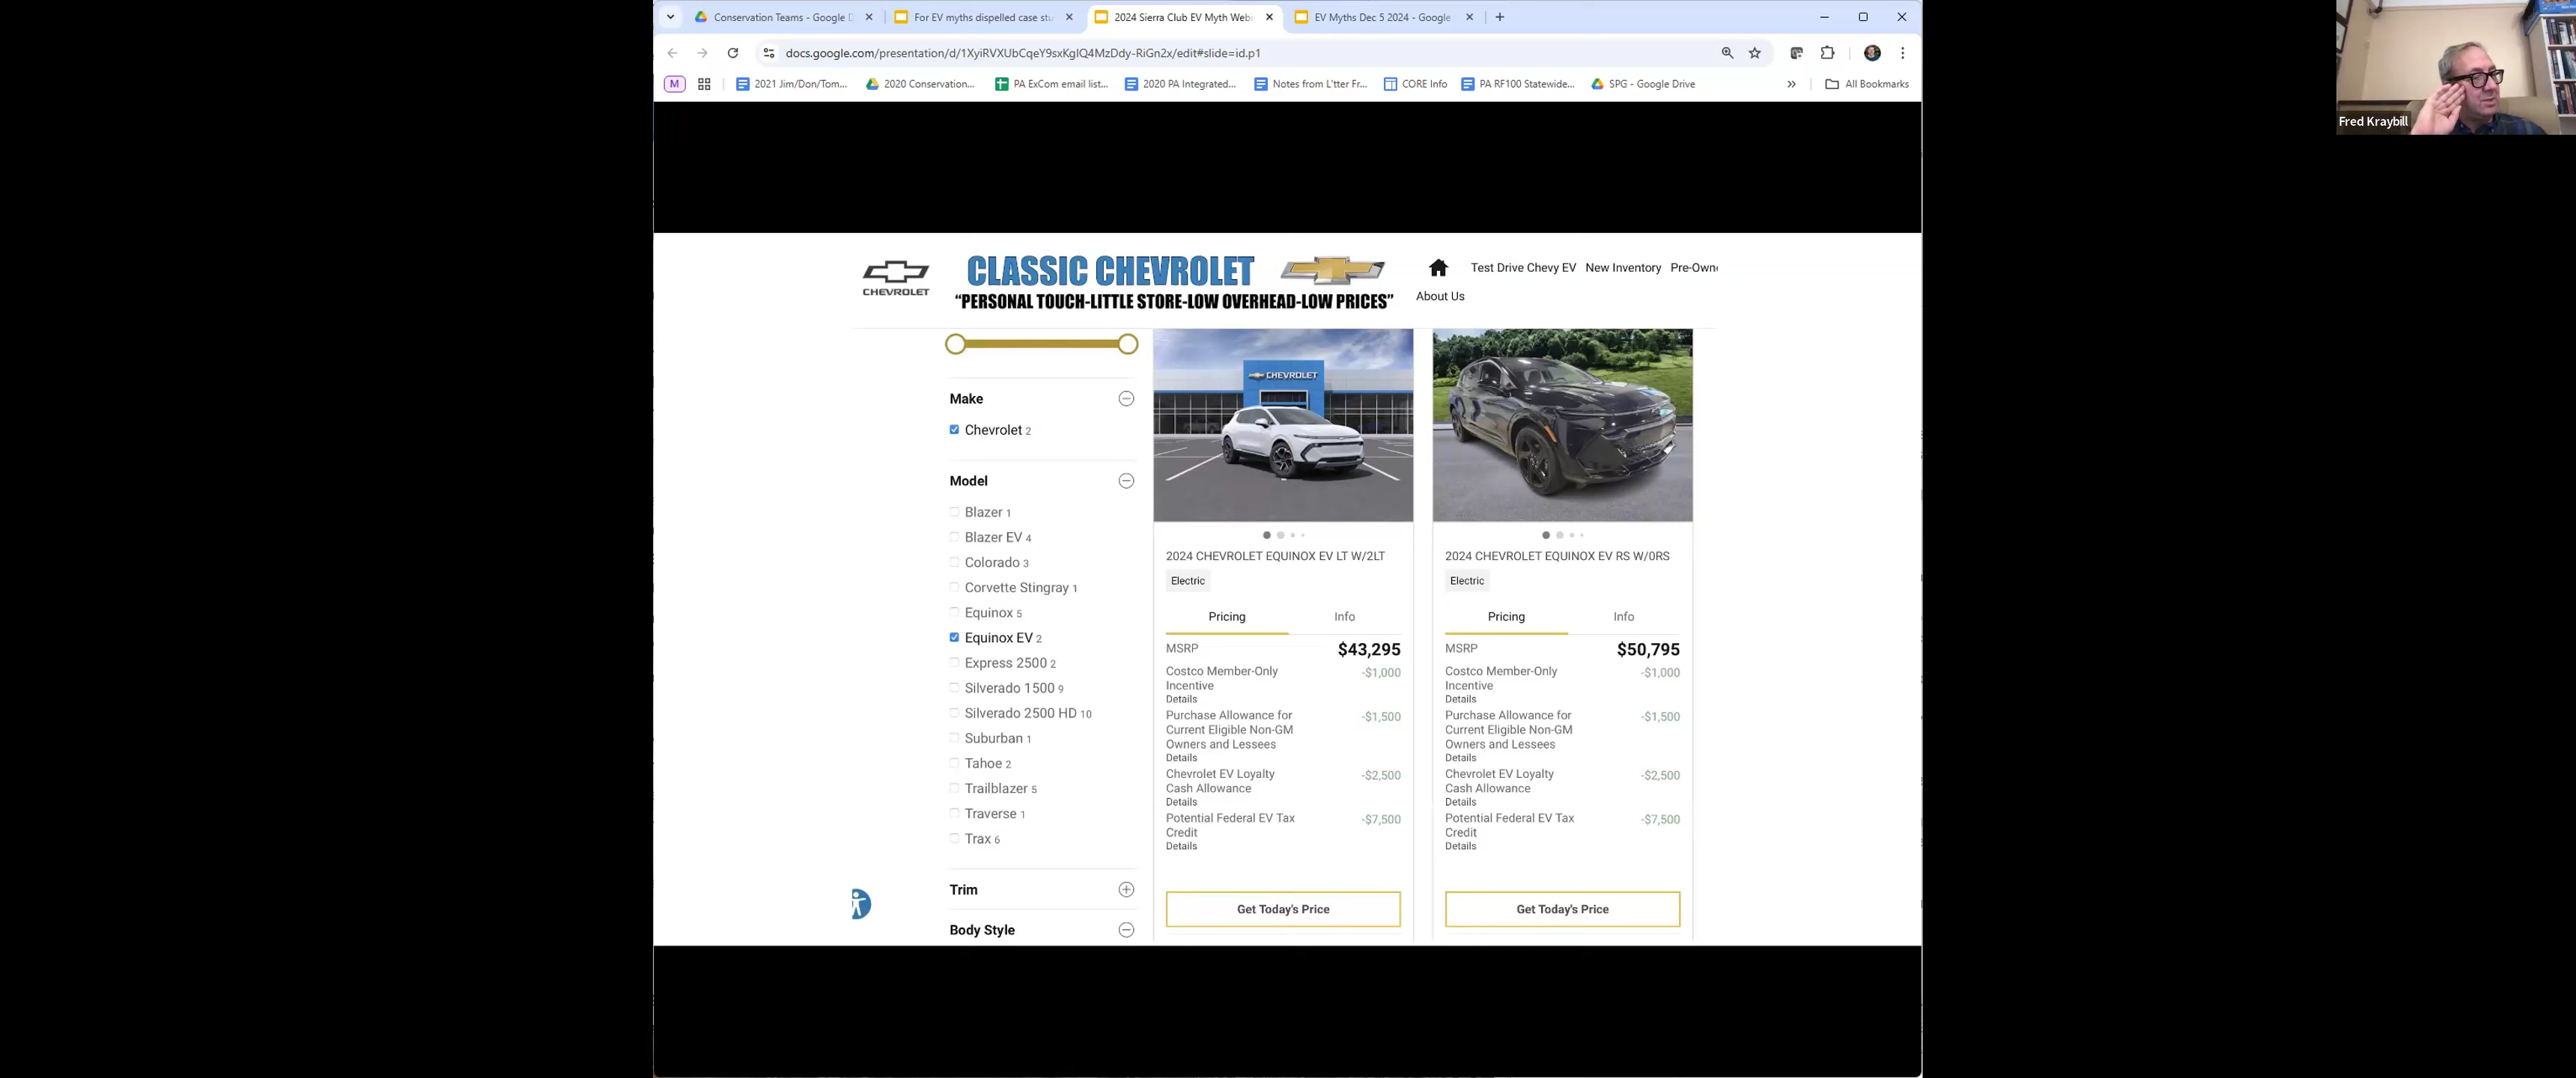 Conservation Teams - Google D
For EV myths dispelled case stu
2024 Sierra Club EV Myth Webi
EV Myths Dec 5 2024 - Google
docs.google.com/presentation/d/1XyiRVXUbCqeY9sxKglQ4MzDdy-RiGn2x/edit#slide=id.p1
M
2021 Jim/Don/Tom...
2020 Conservation...
PA ExCom email list...
2020 PA Integrated...
Notes from L'tter Fr...
CORE Info
PA RF100 Statewide...
SPG - Google Drive
All Bookmarks
Fred Kraybill
CHEVROLET
CLASSIC CHEVROLET
"PERSONAL TOUCH-LITTLE STORE-LOW OVERHEAD-LOW PRICES"
Test Drive Chevy EV New Inventory Pre-Owne
About Us
Make
Chevrolet 2
Model
Blazer 1
Blazer EV 4
Colorado 3
Corvette Stingray 1
Equinox 5
Equinox EV 2
Express 2500 2
Silverado 1500 9
Silverado 2500 HD 10
Suburban 1
Tahoe 2
Trailblazer 5
Traverse 1
Trax 6
Trim
Body Style
CHEVROLET
2024 CHEVROLET EQUINOX EV LT W/2LT
Electric
Pricing Info
MSRP $43,295
Costco Member-Only -$1,000
Incentive
Details
Purchase Allowance for -$1,500
Current Eligible Non-GM
Owners and Lessees
Details
Chevrolet EV Loyalty -$2,500
Cash Allowance
Details
Potential Federal EV Tax -$7,500
Credit
Details
Get Today's Price
2024 CHEVROLET EQUINOX EV RS W/0RS
Electric
Pricing Info
MSRP $50,795
Costco Member-Only -$1,000
Incentive
Details
Purchase Allowance for -$1,500
Current Eligible Non-GM
Owners and Lessees
Details
Chevrolet EV Loyalty -$2,500
Cash Allowance
Details
Potential Federal EV Tax -$7,500
Credit
Details
Get Today's Price